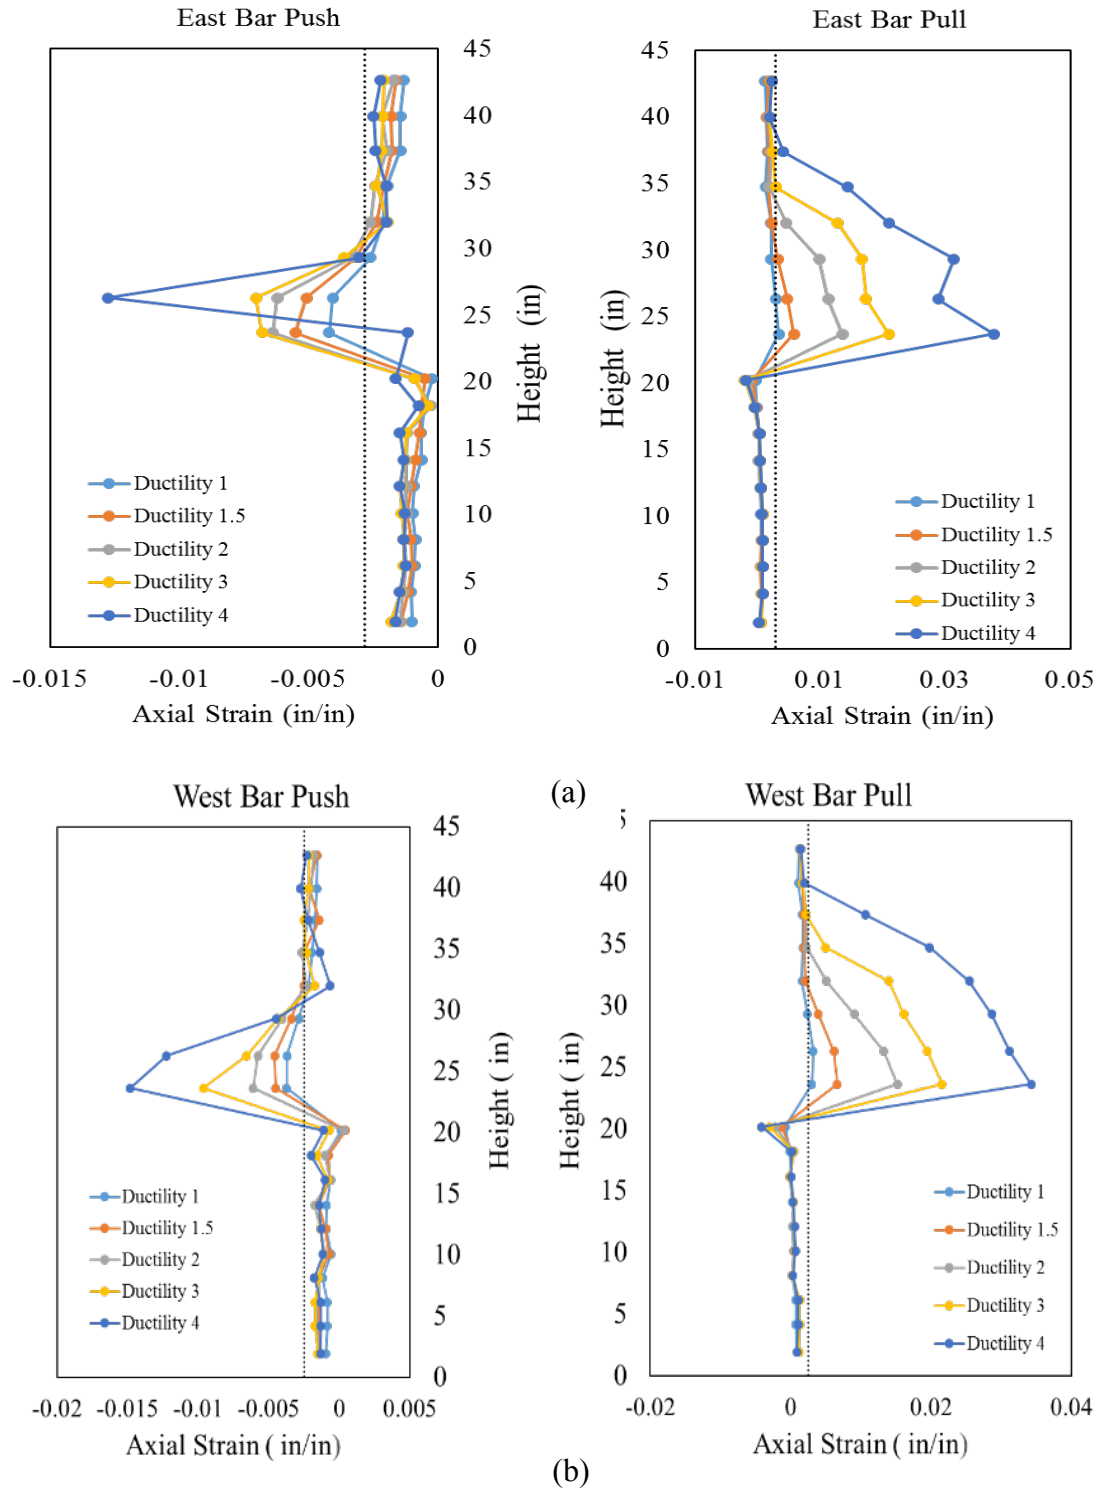 East Bar Push
45
40
35
30
25
20
15
10
5
0
Height (in)
Ductility 1
Ductility 1.5
Ductility 2
Ductility 3
Ductility 4
-0.015 -0.01 -0.005 0
Axial Strain (in/in)
East Bar Pull
45
40
35
30
25
20
15
10
5
0
Height (in)
Ductility 1
Ductility 1.5
Ductility 2
Ductility 3
Ductility 4
-0.01 0.01 0.03 0.05
Axial Strain (in/in)
(a)
West Bar Push
45
40
35
30
25
20
15
10
5
0
Height ( in)
Ductility 1
Ductility 1.5
Ductility 2
Ductility 3
Ductility 4
-0.02 -0.015 -0.01 -0.005 0 0.005
Axial Strain ( in/in)
West Bar Pull
5
40
35
30
25
20
15
10
5
0
Height ( in)
Ductility 1
Ductility 1.5
Ductility 2
Ductility 3
Ductility 4
-0.02 0 0.02 0.04
Axial Strain ( in/in)
(b)